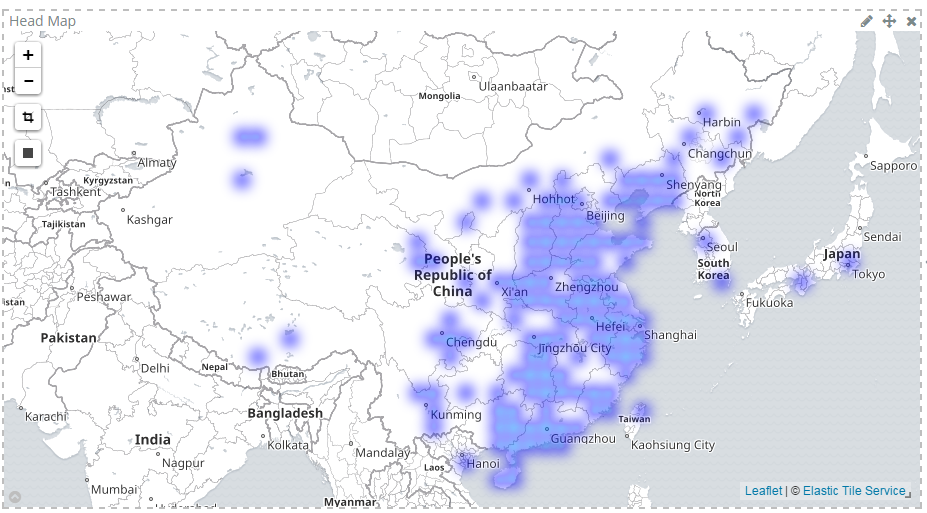 Head Map
+
−
Ulaanbaatar
Mongolia
Harbin
Changchun
Sapporo
Almaty
Kyrgyzstan
Tashkent
Shenyang
North
Korea
Hohhot
Beijing
Kashgar
Tajikistan
Sendai
Seoul
South
Korea
Japan
Tokyo
People's
Republic of
China
Xi'an
Zhengzhou
Fukuoka
istan
Peshawar
Pakistan
Hefei
Shanghai
Chengdu
Jingzhou City
Delhi
Nepal
Bhutan
Karachi
Bangladesh
Kunming
Taiwan
India
Kolkata
Mandalay
Guangzhou
Kaohsiung City
Nagpur
Laos
Hanoi
Mumbai
Myanmar
Leaflet | © Elastic Tile Service